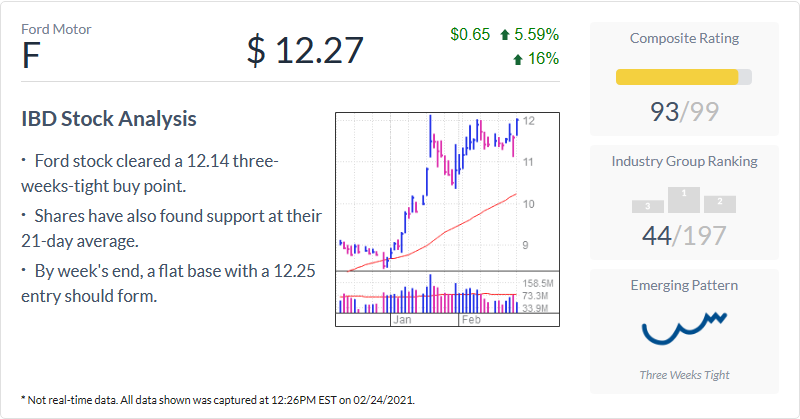 Ford Motor
F
$ 12.27
$0.65 5.59%
16%
IBD Stock Analysis
· Ford stock cleared a 12.14 three-
weeks-tight buy point.
· Shares have also found support at their
21-day average.
· By week's end, a flat base with a 12.25
entry should form.
12
11
10
9
158.5M
73.3M
33.9M
Jan Feb
Composite Rating
93/99
Industry Group Ranking
3 1 2
44/197
Emerging Pattern
Three Weeks Tight
* Not real-time data. All data shown was captured at 12:26PM EST on 02/24/2021.